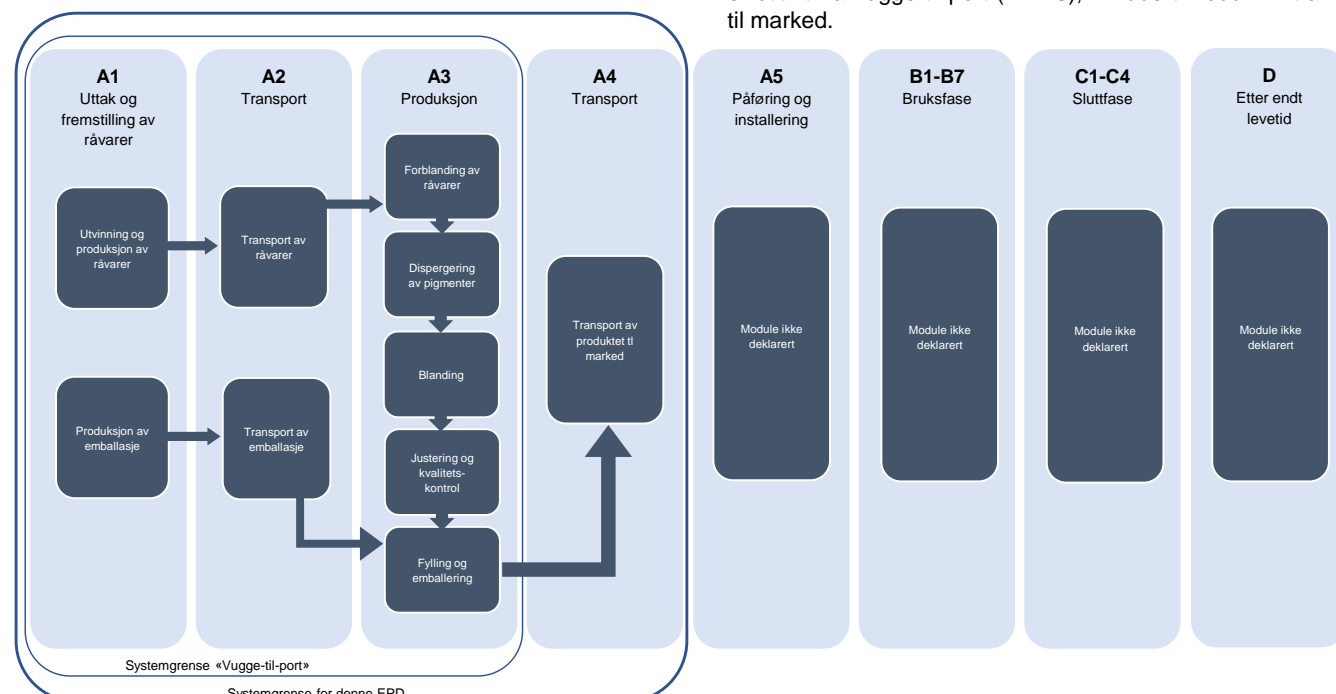 til marked.
A1
Uttak og
fremstilling av
råvarer
Utvinning og
produksjon av
råvarer
Produksjon av
emballasje
A2
Transport
Transport av
råvarer
Transport av
emballasje
A3
Produksjon
Forblanding av
råvarer
Dispergering
av pigmenter
Blanding
Justering og
kvalitets-
kontrol
Fylling og
emballering
A4
Transport
Transport av
produktet tl
marked
A5
Påføring og
installering
Module ikke
deklarert
B1-B7
Bruksfase
Module ikke
deklarert
C1-C4
Sluttfase
Module ikke
deklarert
D
Etter endt
levetid
Module ikke
deklarert
Systemgrense «Vugge-til-port»
Systemgrense for denne EPD